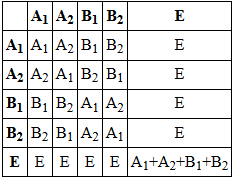 A₁ A₂ B₁ B₂ E
A₁ A₁ A₂ B₁ B₂ E
A₂ A₂ A₁ B₂ B₁ E
B₁ B₁ B₂ A₁ A₂ E
B₂ B₂ B₁ A₂ A₁ E
E E E E E A₁+A₂+B₁+B₂